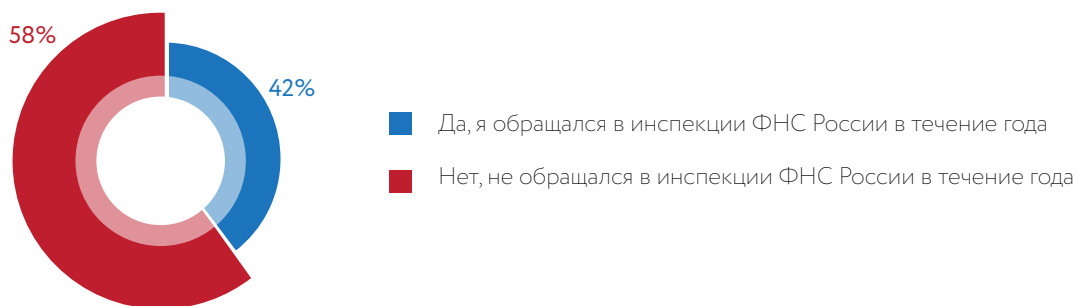 58%
42%
Да, я обращался в инспекции ФНС России в течение года
Нет, не обращался в инспекции ФНС России в течение года